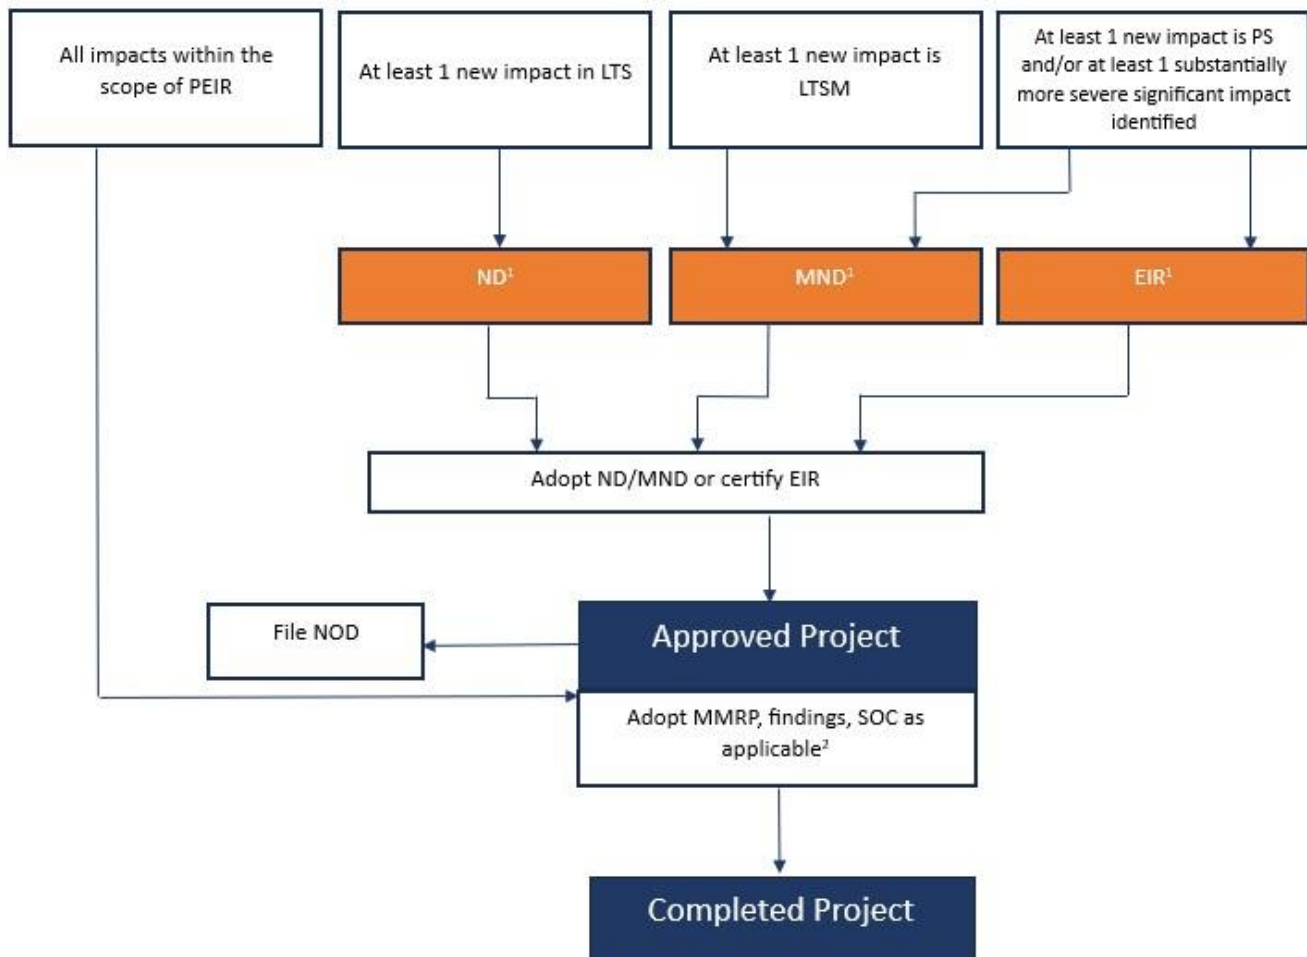 All impacts within the
scope of PEIR
At least 1 new impact in LTS
At least 1 new impact is
LTSM
At least 1 new impact is PS
and/or at least 1 substantially
more severe significant impact
identified
ND¹
MND¹
EIR¹
Adopt ND/MND or certify EIR
File NOD
Approved Project
Adopt MMRP, findings, SOC as
applicable²
Completed Project